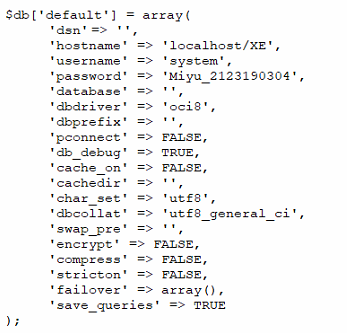 $db['default'] = array(
'dsn' => '',
'hostname' => 'localhost/XE',
'username' => 'system',
'password' => 'Miyu_2123190304',
'database' => '',
'dbdriver' => 'oci8',
'dbprefix' => '',
'pconnect' => FALSE,
'db_debug' => TRUE,
'cache_on' => FALSE,
'cachedir' => '',
'char_set' => 'utf8',
'dbcollat' => 'utf8_general_ci',
'swap_pre' => '',
'encrypt' => FALSE,
'compress' => FALSE,
'stricton' => FALSE,
'failover' => array(),
'save_queries' => TRUE
);